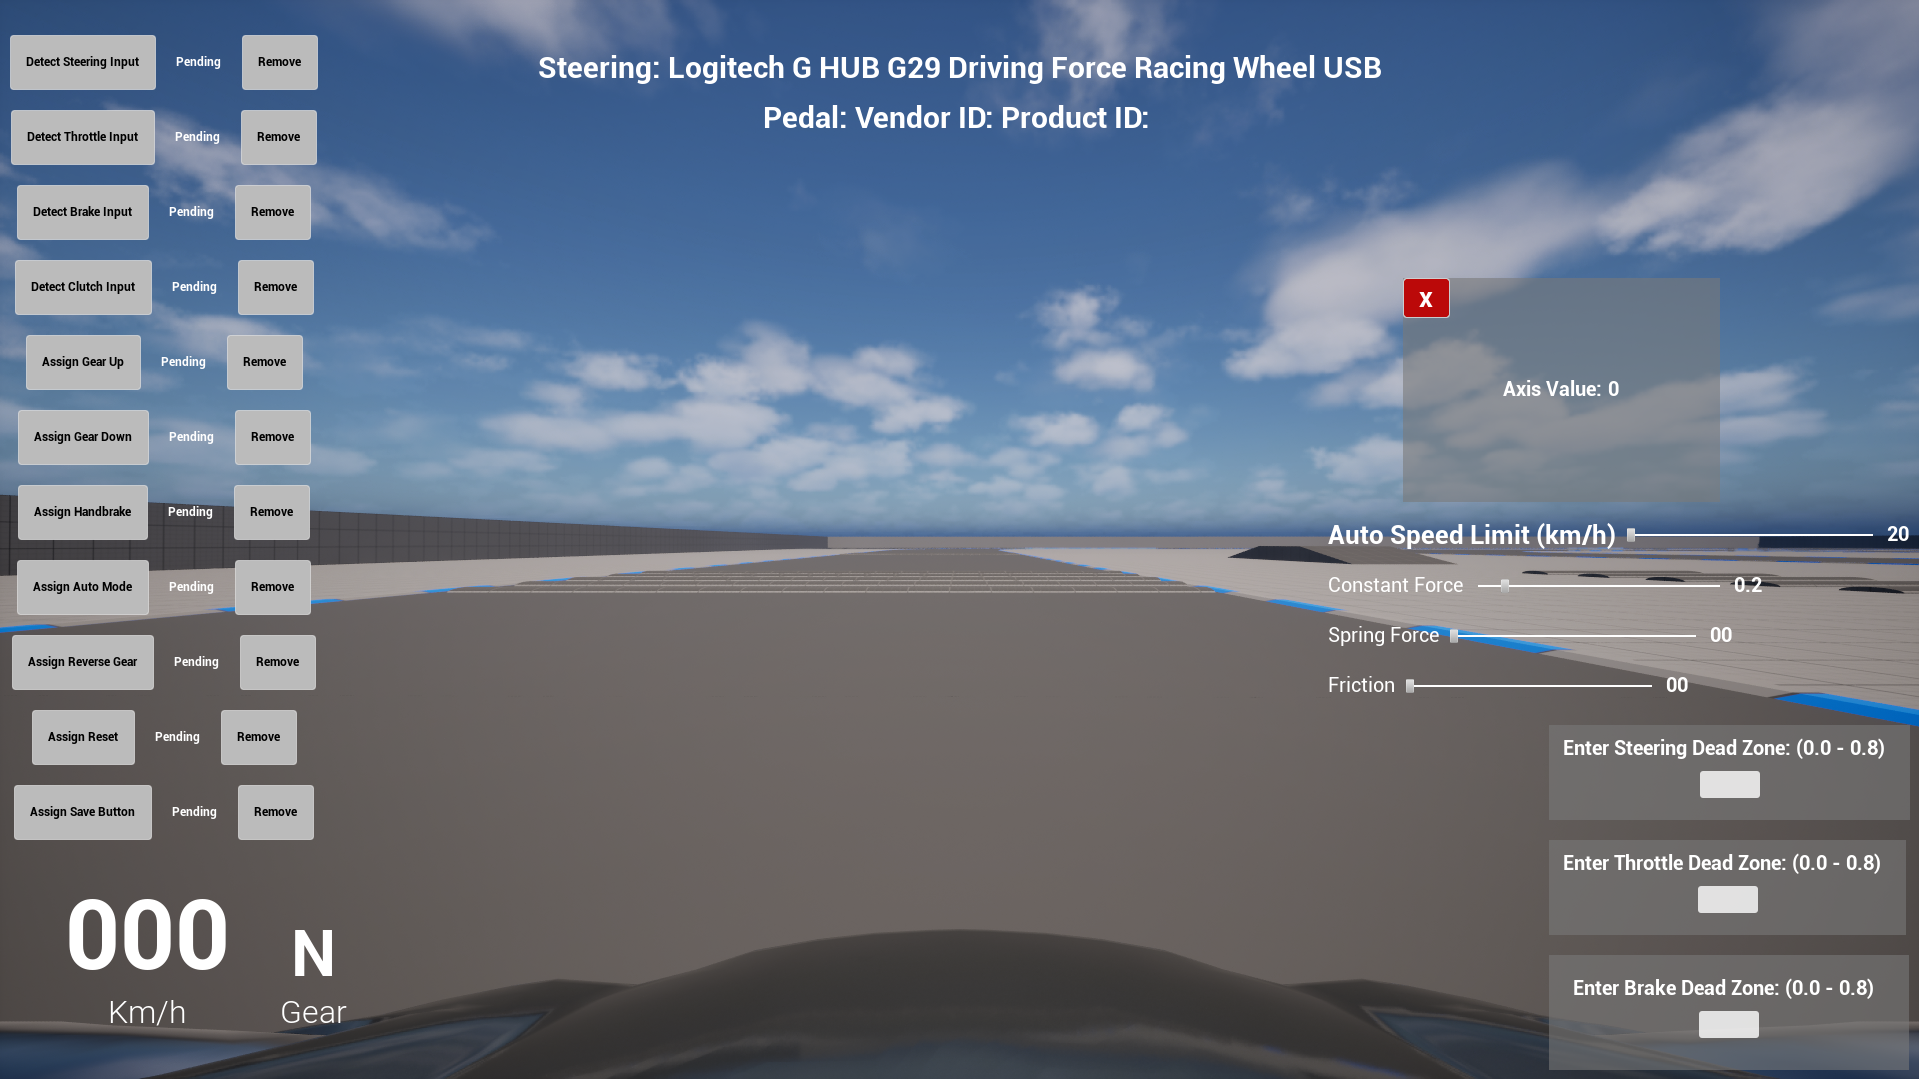 Steering: Logitech G HUB G29 Driving Force Racing Wheel USB
Pedal: Vendor ID: Product ID:
Detect Steering Input Pending Remove
Detect Throttle Input Pending Remove
Detect Brake Input Pending Remove
Detect Clutch Input Pending Remove
Assign Gear Up Pending Remove
Assign Gear Down Pending Remove
Assign Handbrake Pending Remove
Assign Auto Mode Pending Remove
Assign Reverse Gear Pending Remove
Assign Reset Pending Remove
Assign Save Button Pending Remove
000 N
Km/h Gear
X
Axis Value: 0
Auto Speed Limit (km/h) 20
Constant Force 0.2
Spring Force 00
Friction 00
Enter Steering Dead Zone: (0.0 - 0.8)
Enter Throttle Dead Zone: (0.0 - 0.8)
Enter Brake Dead Zone: (0.0 - 0.8)